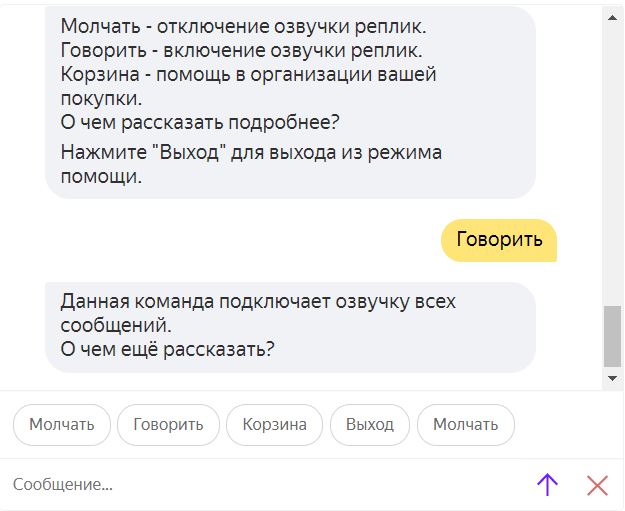 Молчать - отключение озвучки реплик.
Говорить - включение озвучки реплик.
Корзина - помощь в организации вашей
покупки.
О чем рассказать подробнее?
Нажмите "Выход" для выхода из режима
помощи.
Говорить
Данная команда подключает озвучку всех
сообщений.
О чем ещё рассказать?
Молчать Говорить Корзина Выход Молчать
Сообщение...